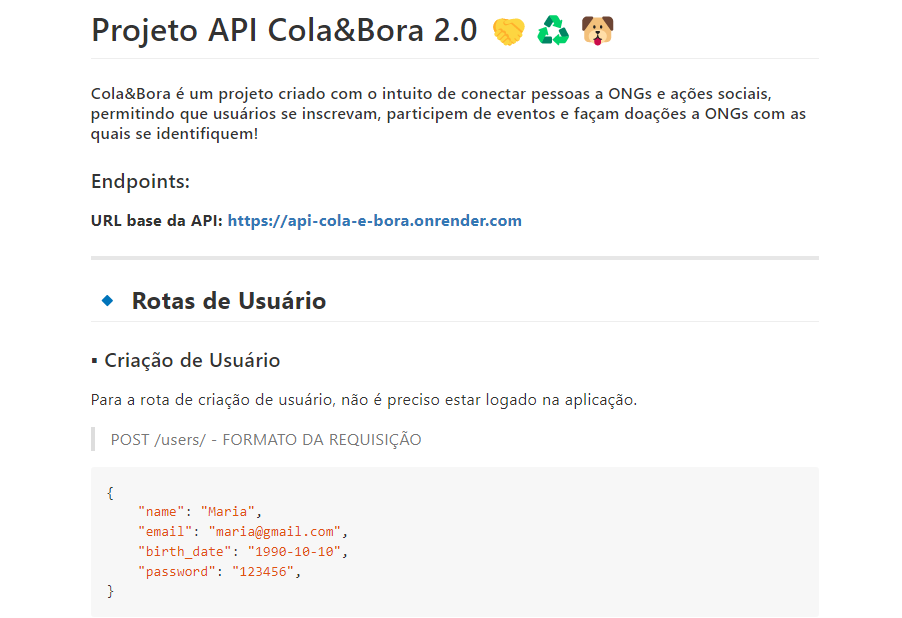 Projeto API Cola&Bora 2.0 🤝 ♻️ 🐶
Cola&Bora é um projeto criado com o intuito de conectar pessoas a ONGs e ações sociais,
permitindo que usuários se inscrevam, participem de eventos e façam doações a ONGs com as
quais se identifiquem!
Endpoints:
URL base da API: https://api-cola-e-bora.onrender.com
🔹 Rotas de Usuário
▪ Criação de Usuário
Para a rota de criação de usuário, não é preciso estar logado na aplicação.
POST /users/ - FORMATO DA REQUISIÇÃO
{
    "name": "Maria",
    "email": "maria@gmail.com",
    "birth_date": "1990-10-10",
    "password": "123456",
}